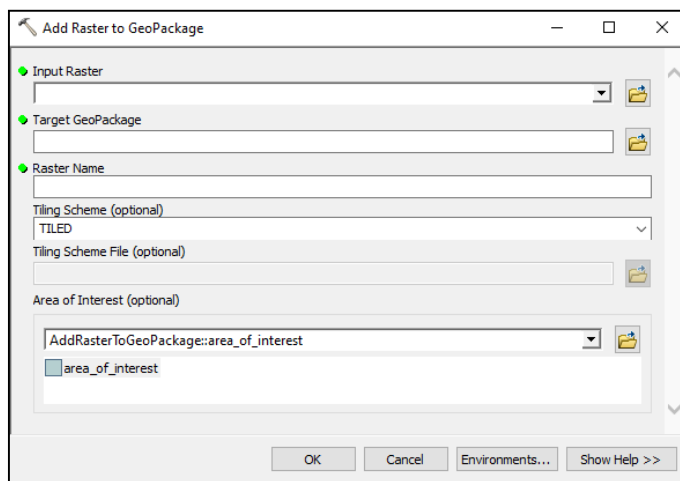 Add Raster to GeoPackage
Input Raster
Target GeoPackage
Raster Name
Tiling Scheme (optional)
TILED
Tiling Scheme File (optional)
Area of Interest (optional)
AddRasterToGeoPackage::area_of_interest
area_of_interest
OK Cancel Environments... Show Help >>